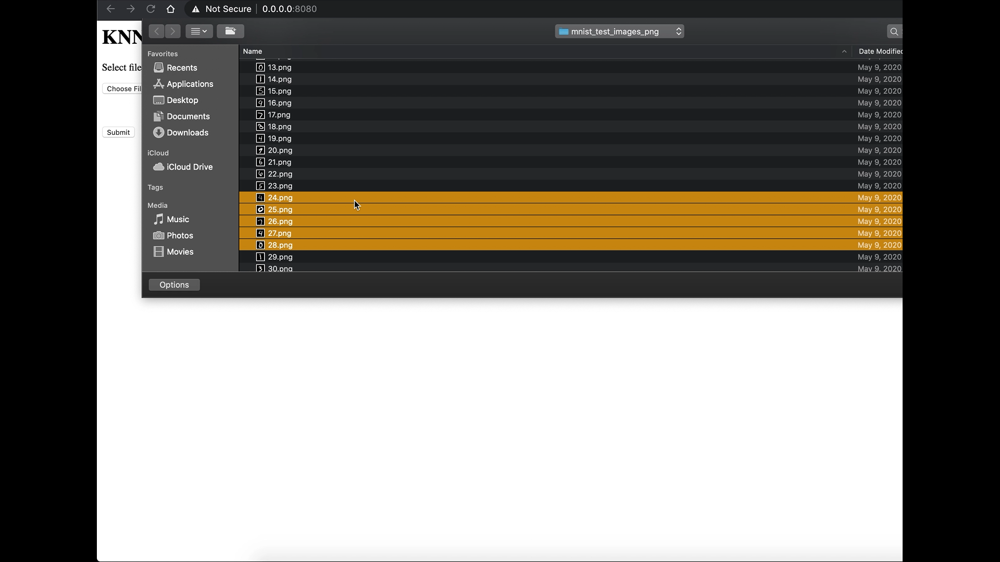 Not Secure 0.0.0.0:8080
KNN
Select file
Choose Fil
Submit
mnist_test_images_png
Favorites
Recents
Applications
Desktop
Documents
Downloads
iCloud
iCloud Drive
Tags
Media
Music
Photos
Movies
Name Date Modified
13.png May 9, 2020
14.png May 9, 2020
15.png May 9, 2020
16.png May 9, 2020
17.png May 9, 2020
18.png May 9, 2020
19.png May 9, 2020
20.png May 9, 2020
21.png May 9, 2020
22.png May 9, 2020
23.png May 9, 2020
24.png May 9, 2020
25.png May 9, 2020
26.png May 9, 2020
27.png May 9, 2020
28.png May 9, 2020
29.png May 9, 2020
30.png May 9, 2020
Options